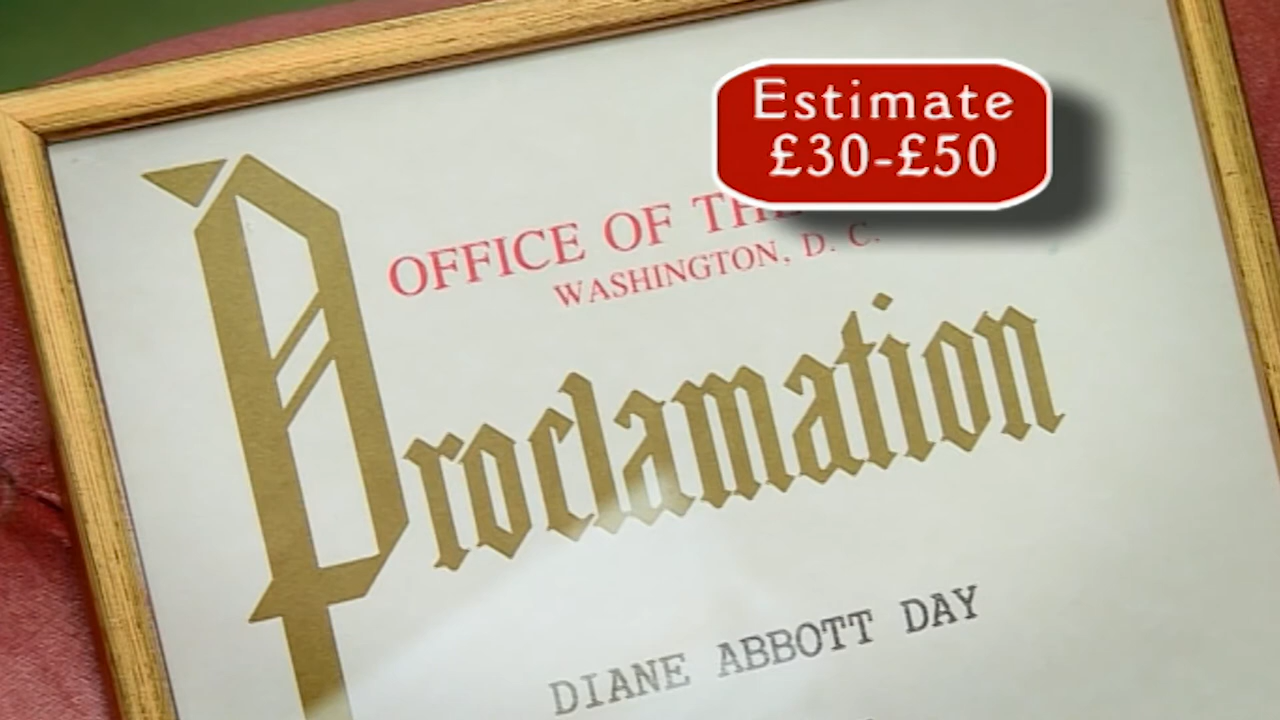 Estimate
£30-£50
OFFICE OF THE
WASHINGTON, D. C.
Proclamation
DIANE ABBOTT DAY